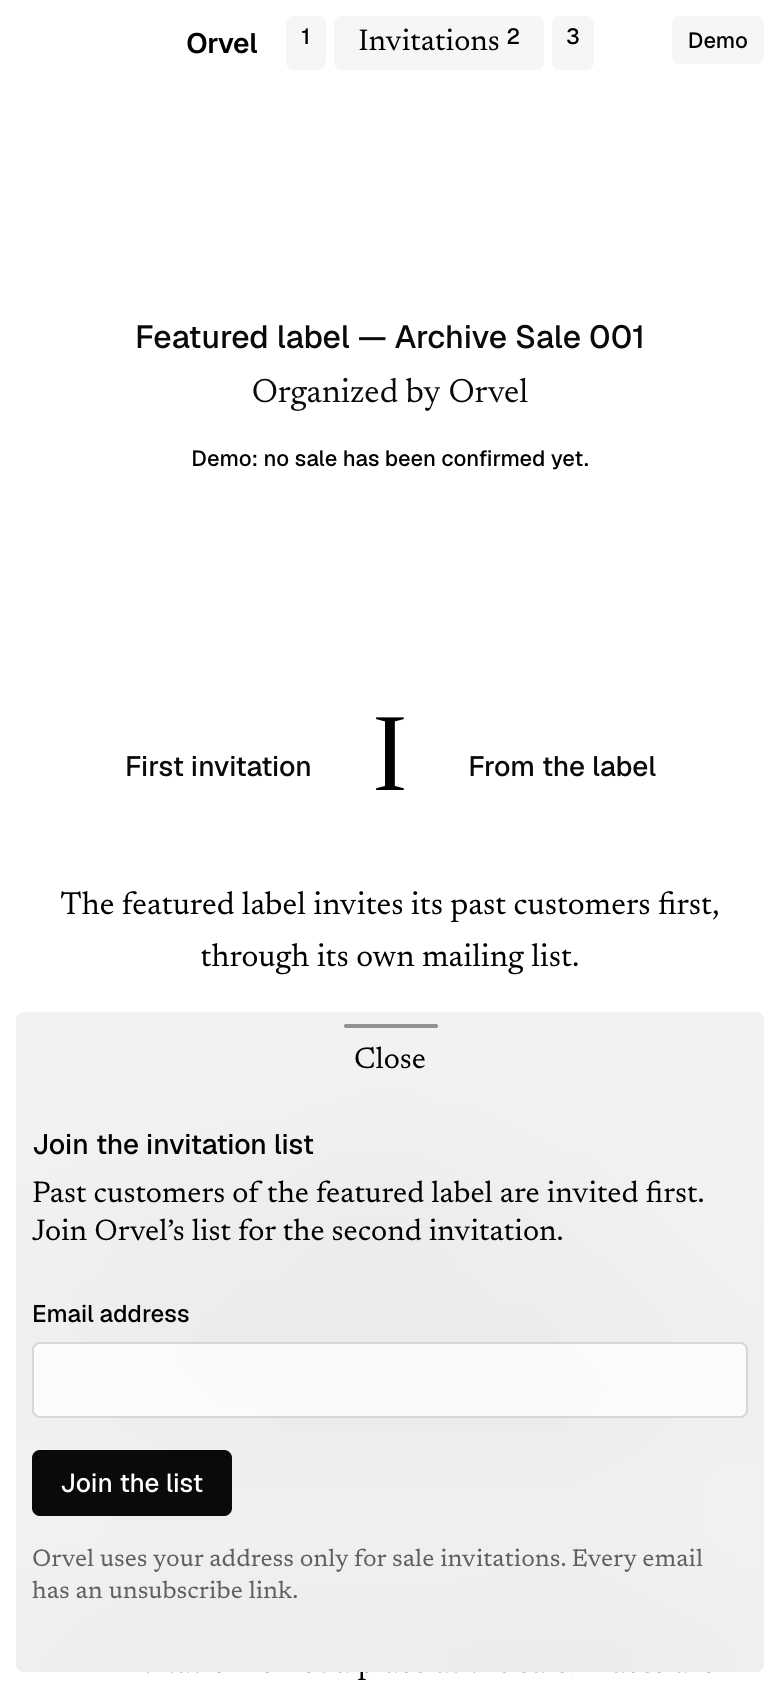 Orvel 1 Invitations 2 3 Demo
Featured label — Archive Sale 001
Organized by Orvel
Demo: no sale has been confirmed yet.
First invitation I From the label
The featured label invites its past customers first,
through its own mailing list.
Close
Join the invitation list
Past customers of the featured label are invited first.
Join Orvel’s list for the second invitation.
Email address
Join the list
Orvel uses your address only for sale invitations. Every email
has an unsubscribe link.